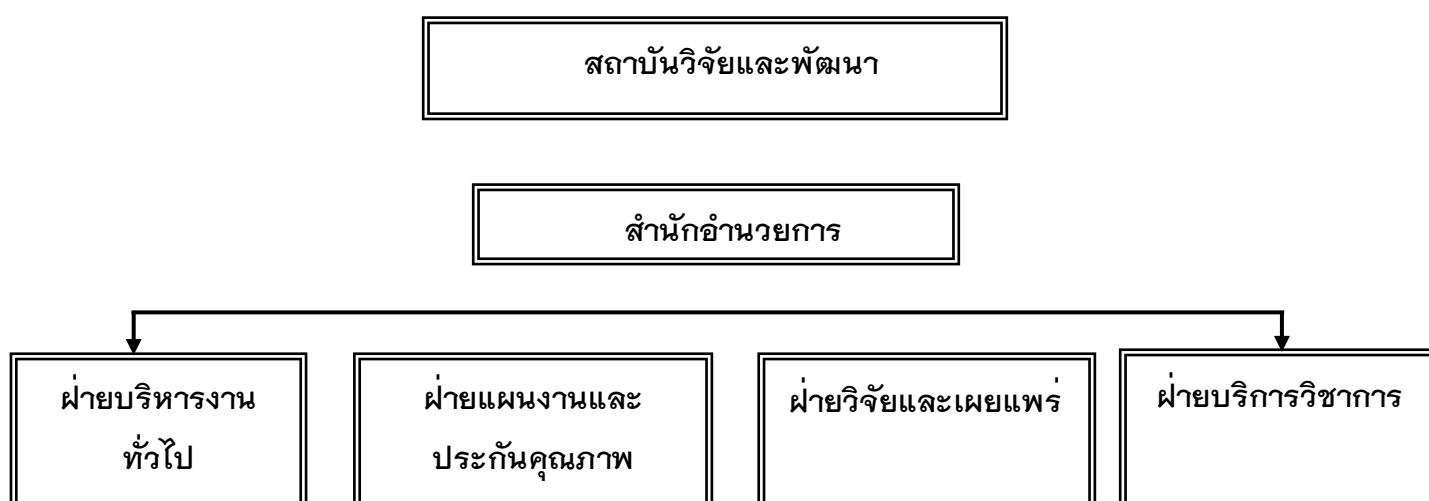 สถาบันวิจัยและพัฒนา
สำนักอำนวยการ
ฝ่ายบริหารงาน
ทั่วไป
ฝ่ายแผนงานและ
ประกันคุณภาพ
ฝ่ายวิจัยและเผยแพร่
ฝ่ายบริการวิชาการ